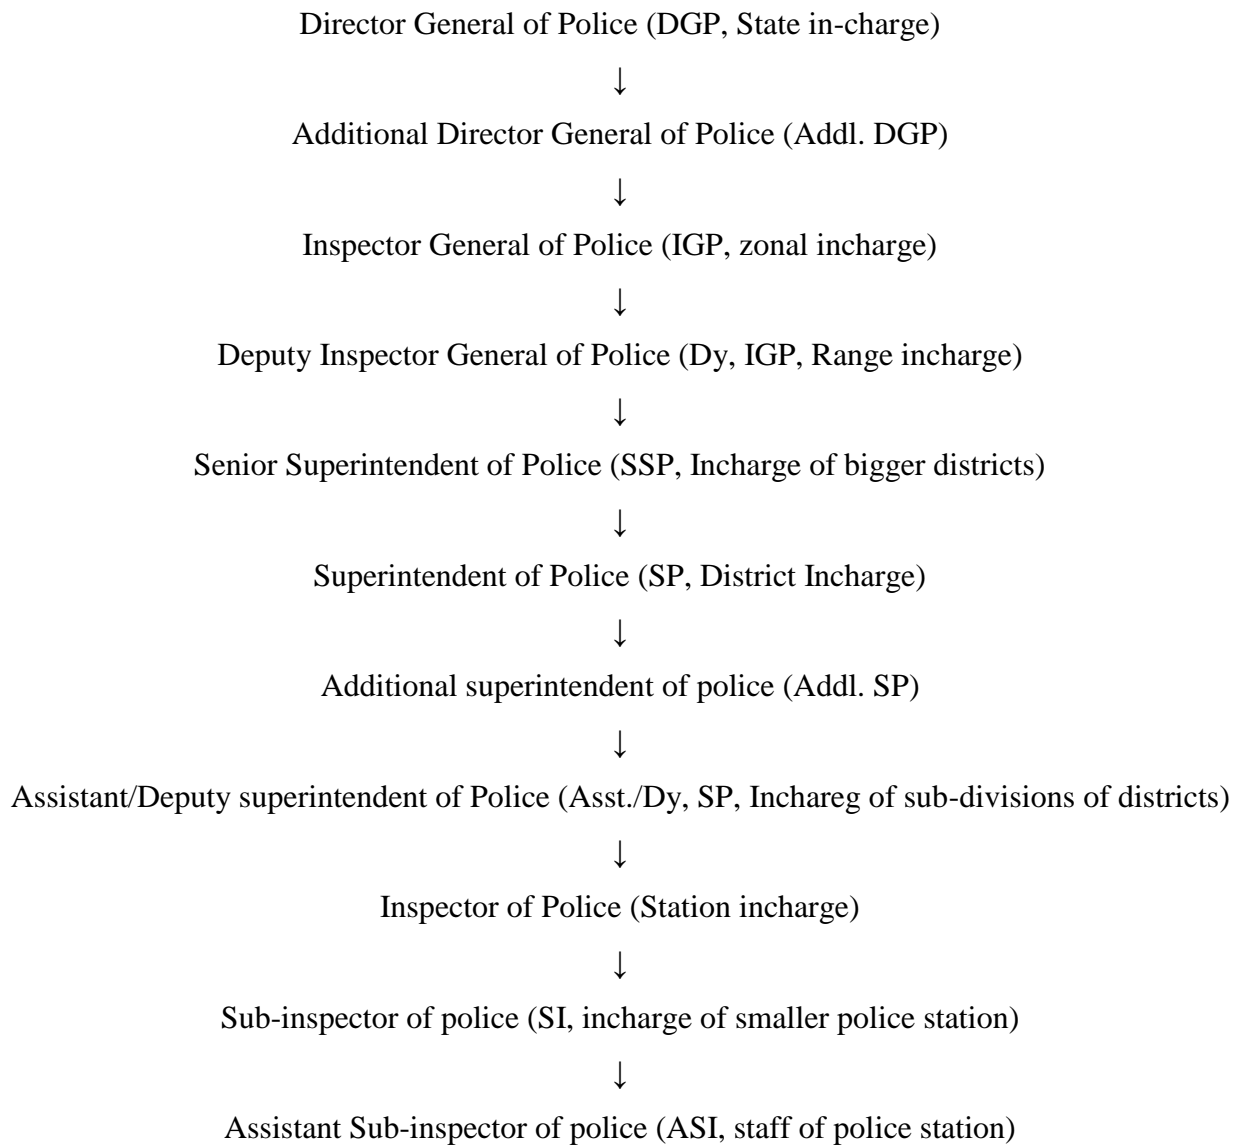 Director General of Police (DGP, State in-charge)
↓
Additional Director General of Police (Addl. DGP)
↓
Inspector General of Police (IGP, zonal incharge)
↓
Deputy Inspector General of Police (Dy, IGP, Range incharge)
↓
Senior Superintendent of Police (SSP, Incharge of bigger districts)
↓
Superintendent of Police (SP, District Incharge)
↓
Additional superintendent of police (Addl. SP)
↓
Assistant/Deputy superintendent of Police (Asst./Dy, SP, Inchareg of sub-divisions of districts)
↓
Inspector of Police (Station incharge)
↓
Sub-inspector of police (SI, incharge of smaller police station)
↓
Assistant Sub-inspector of police (ASI, staff of police station)